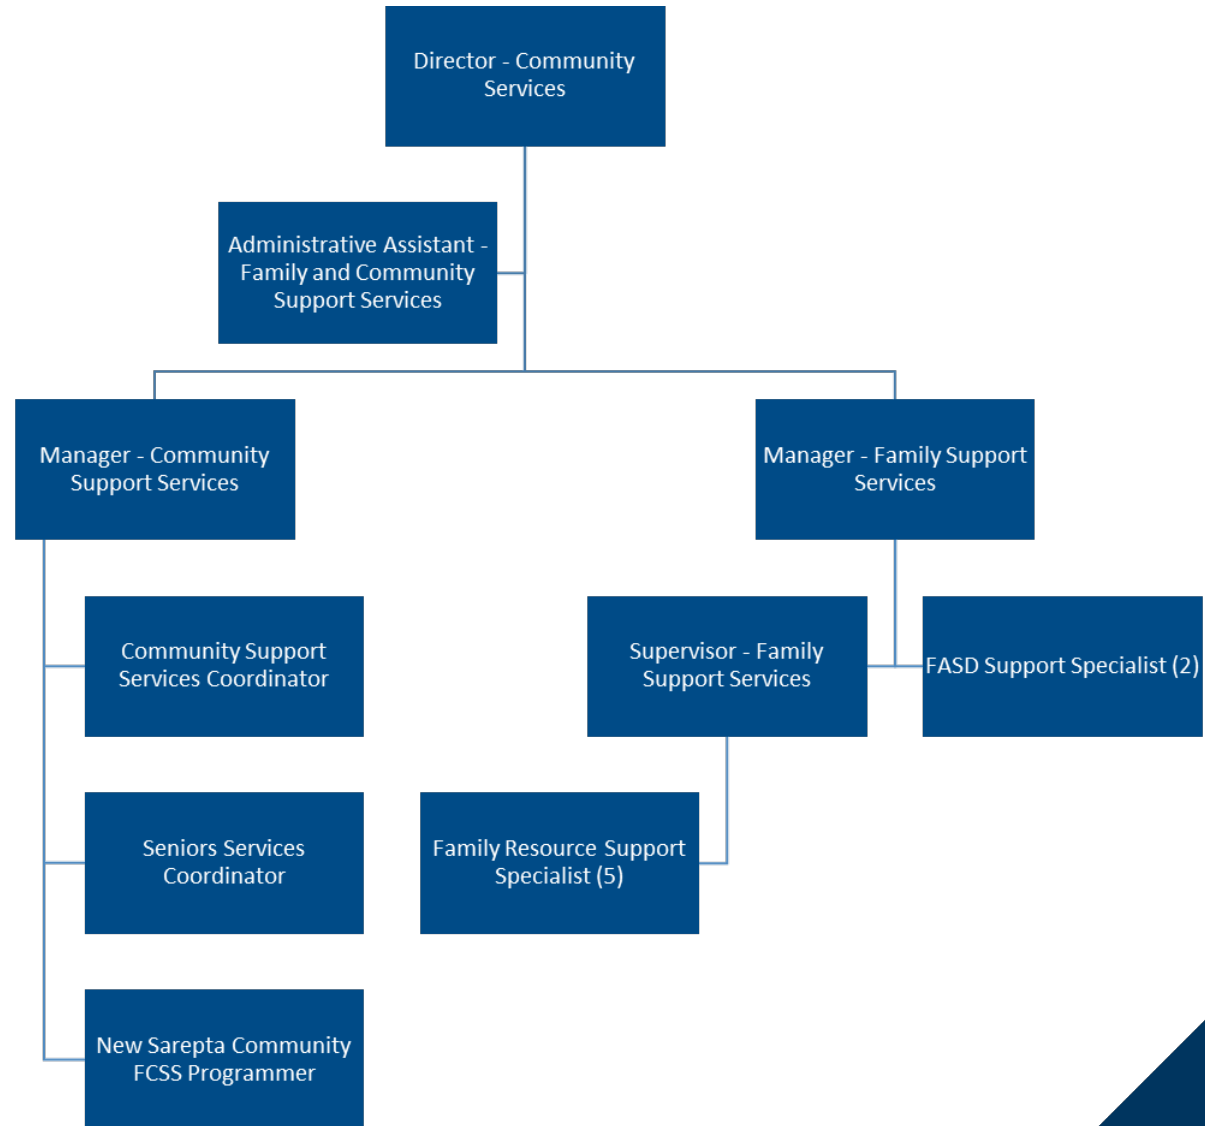 Director - Community
Services
Administrative Assistant -
Family and Community
Support Services
Manager - Community
Support Services
Manager - Family Support
Services
Community Support
Services Coordinator
Supervisor - Family
Support Services
FASD Support Specialist (2)
Seniors Services
Coordinator
Family Resource Support
Specialist (5)
New Sarepta Community
FCSS Programmer